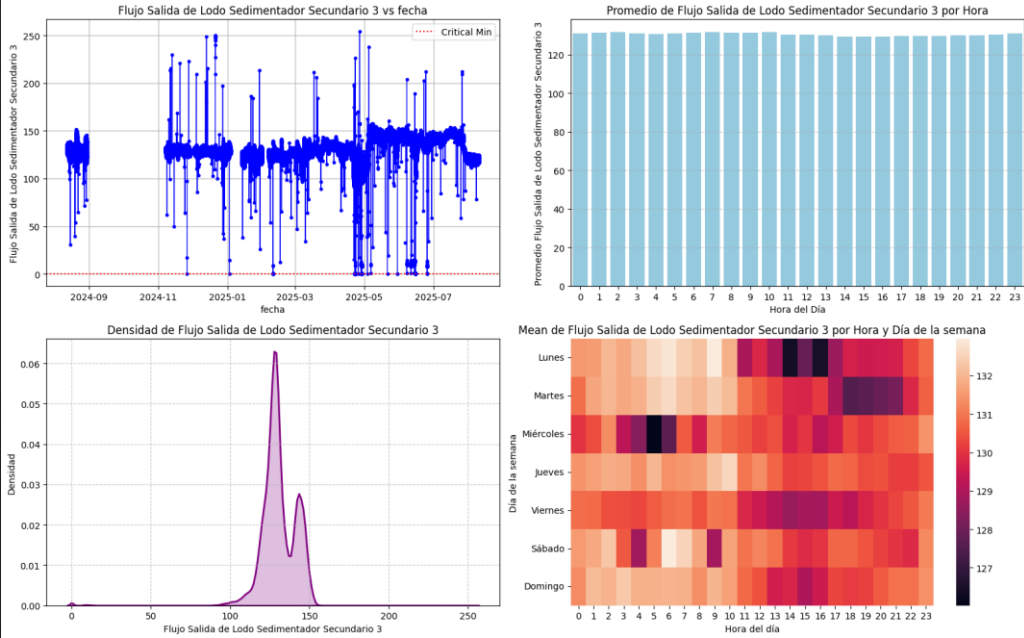 Flujo Salida de Lodo Sedimentador Secundario 3 vs fecha
Flujo Salida de Lodo Sedimentador Secundario 3
250
200
150
100
50
0
Critical Min
2024-09 2024-11 2025-01 2025-03 2025-05 2025-07
fecha
Promedio de Flujo Salida de Lodo Sedimentador Secundario 3 por Hora
Promedio Flujo Salida de Lodo Sedimentador Secundario 3
120
100
80
60
40
20
0
0 1 2 3 4 5 6 7 8 9 10 11 12 13 14 15 16 17 18 19 20 21 22 23
Hora del Día
Densidad de Flujo Salida de Lodo Sedimentador Secundario 3
Densidad
0.06
0.05
0.04
0.03
0.02
0.01
0.00
0 50 100 150 200 250
Flujo Salida de Lodo Sedimentador Secundario 3
Mean de Flujo Salida de Lodo Sedimentador Secundario 3 por Hora y Día de la semana
Día de la semana
Lunes
Martes
Miércoles
Jueves
Viernes
Sábado
Domingo
0 1 2 3 4 5 6 7 8 9 10 11 12 13 14 15 16 17 18 19 20 21 22 23
Hora del día
132
131
130
129
128
127